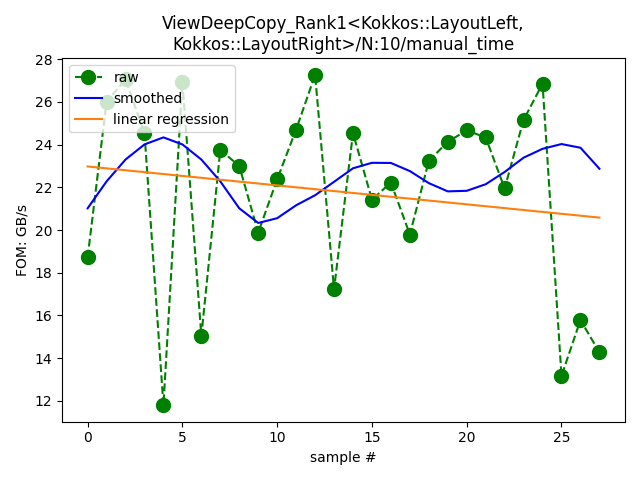 ViewDeepCopy_Rank1<Kokkos::LayoutLeft,
Kokkos::LayoutRight>/N:10/manual_time
28
26
24
22
20
18
16
14
12
FOM: GB/s
raw
smoothed
linear regression
0
5
10
15
20
25
sample #